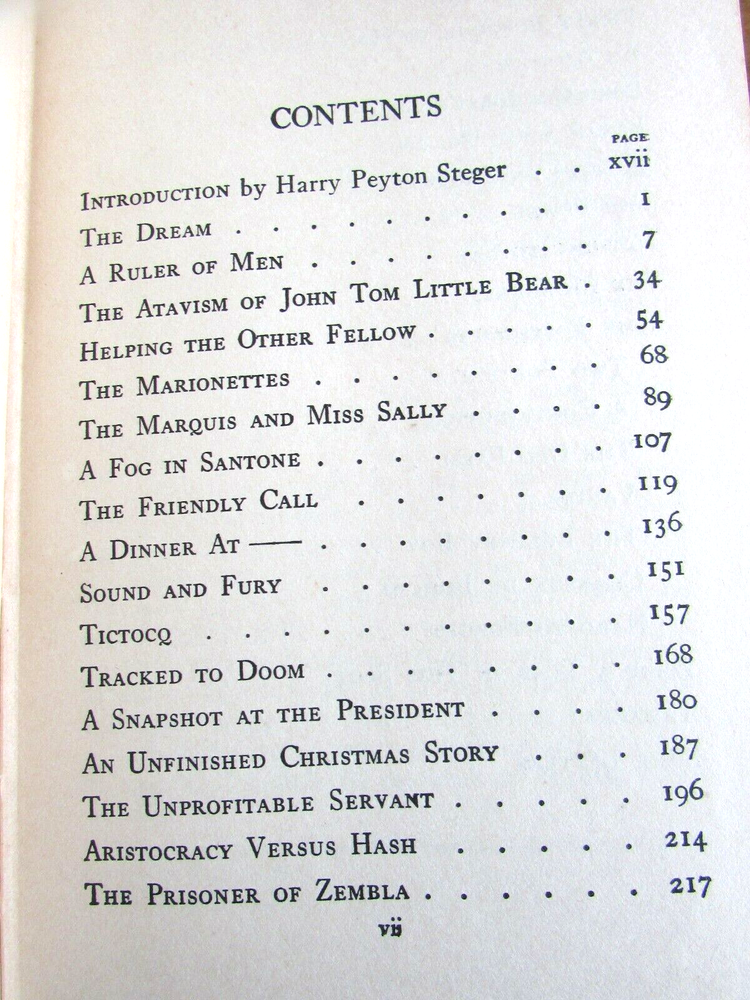 CONTENTS
PAGE
INTRODUCTION by Harry Peyton Steger . . xvii
THE DREAM . . . . . . . . 1
A RULER OF MEN . . . . . . 7
THE ATAVISM OF JOHN TOM LITTLE BEAR . 34
HELPING THE OTHER FELLOW . . . . . 54
THE MARIONETTES . . . . . . . 68
THE MARQUIS AND MISS SALLY . . . . 89
A FOG IN SANTONE . . . . . . . 107
THE FRIENDLY CALL . . . . . . . 119
A DINNER AT —— . . . . . . . 136
SOUND AND FURY . . . . . . . 151
TICTOCQ . . . . . . . . . 157
TRACKED TO DOOM . . . . . . . 168
A SNAPSHOT AT THE PRESIDENT . . . . 180
AN UNFINISHED CHRISTMAS STORY . . . 187
THE UNPROFITABLE SERVANT . . . . . 196
ARISTOCRACY VERSUS HASH . . . . . 214
THE PRISONER OF ZEMBLA . . . . . . 217
vii